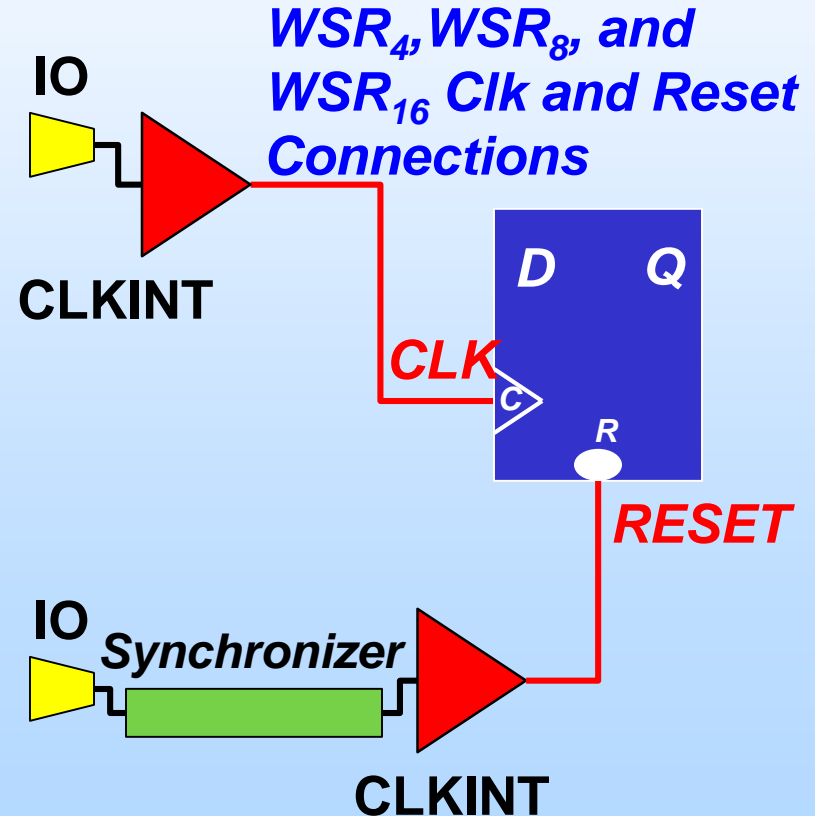 WSR4,WSR8, and
WSR16 Clk and Reset
Connections
IO
CLKINT
D Q
CLK
C
R
RESET
IO
Synchronizer
CLKINT